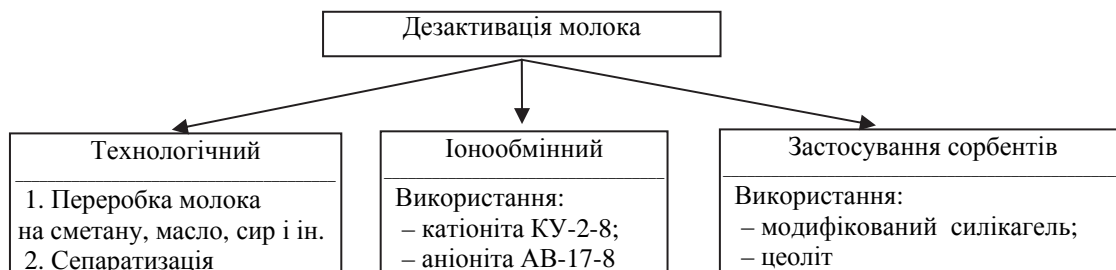 Дезактивація молока
Технологічний
1. Переробка молока
на сметану, масло, сир і ін.
2. Сепаратизація
Іонообмінний
Використання:
– катіоніта КУ-2-8;
– аніоніта АВ-17-8
Застосування сорбентів
Використання:
– модифікований силікагель;
– цеоліт